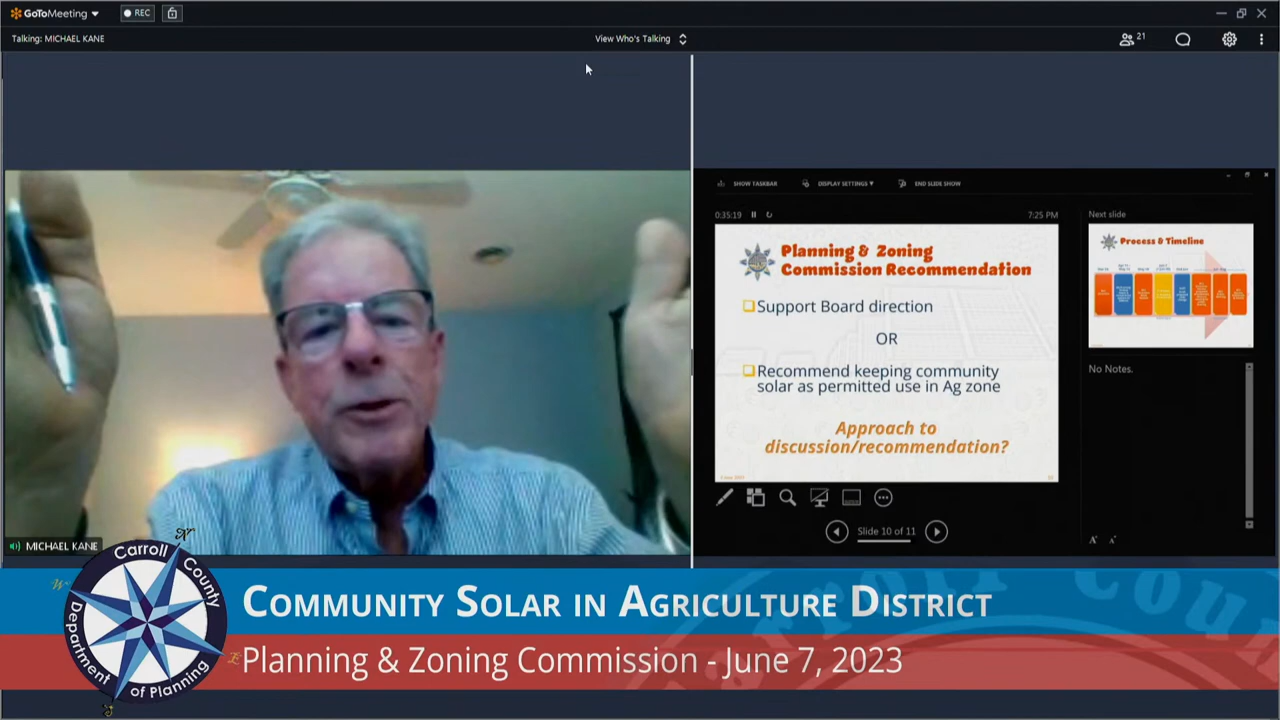 GoToMeeting
REC
Talking: MICHAEL KANE
View Who's Talking
21
SHOW TASKBAR
DISPLAY SETTINGS ▼
END SLIDE SHOW
0:35:19
7:25 PM
Planning & Zoning
Commission Recommendation
Support Board direction
OR
Recommend keeping community
solar as permitted use in Ag zone
Approach to
discussion/recommendation?
Slide 10 of 11
Next slide
Process & Timeline
No Notes.
MICHAEL KANE
Carroll County
Department of Planning
COMMUNITY SOLAR IN AGRICULTURE DISTRICT
Planning & Zoning Commission - June 7, 2023